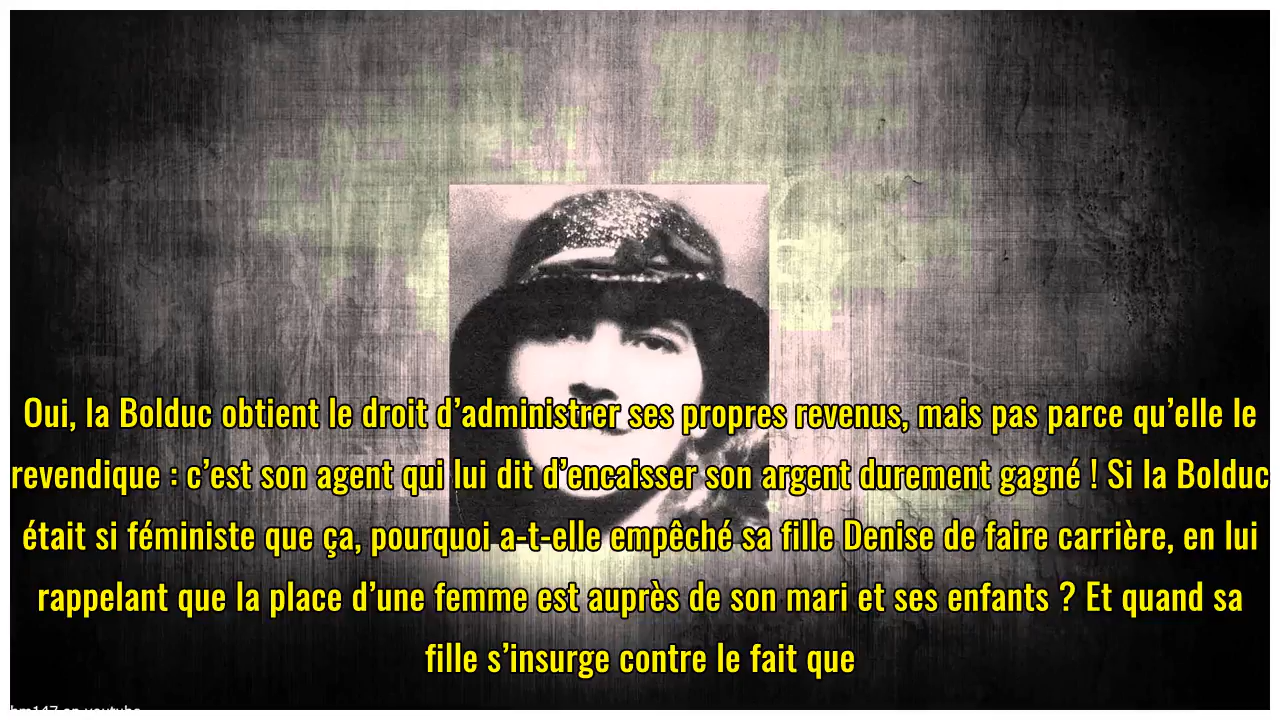 Oui, la Bolduc obtient le droit d’administrer ses propres revenus, mais pas parce qu’elle le
revendique : c’est son agent qui lui dit d’encaisser son argent durement gagné ! Si la Bolduc
était si féministe que ça, pourquoi a-t-elle empêché sa fille Denise de faire carrière, en lui
rappelant que la place d’une femme est auprès de son mari et ses enfants ? Et quand sa
fille s’insurge contre le fait que